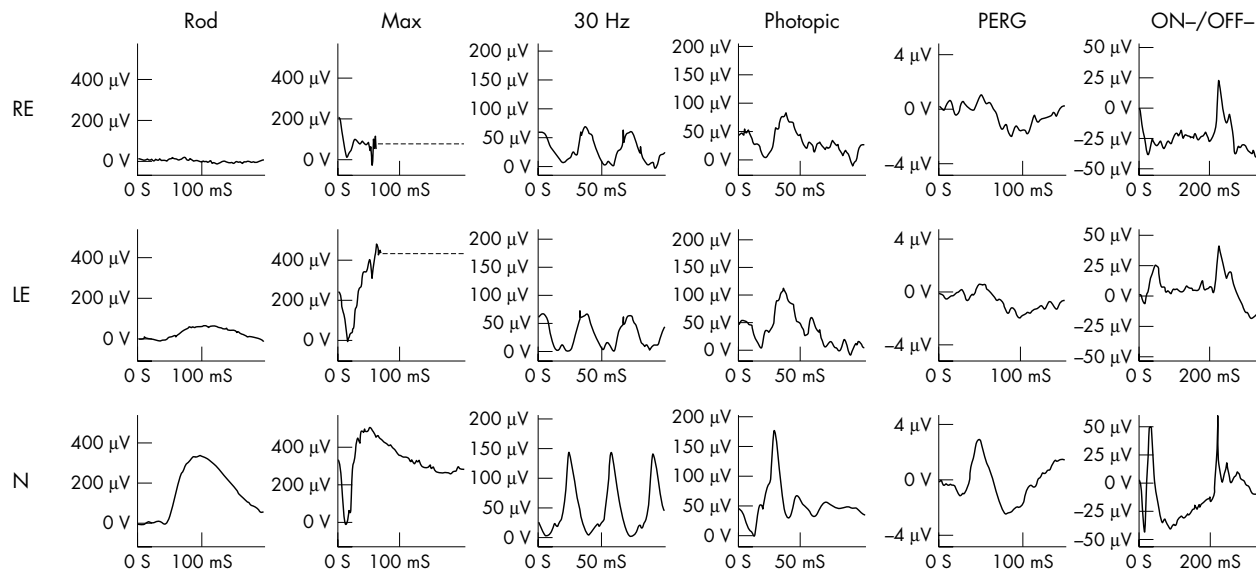 Rod Max 30 Hz Photopic PERG ON–/OFF–
RE
400 µV
200 µV
0 V
0 S 100 mS
400 µV
200 µV
0 V
0 S 100 mS
200 µV
150 µV
100 µV
50 µV
0 V
0 S 50 mS
200 µV
150 µV
100 µV
50 µV
0 V
0 S 50 mS
4 µV
0 V
–4 µV
0 S 100 mS
50 µV
25 µV
0 V
–25 µV
–50 µV
0 S 200 mS
LE
400 µV
200 µV
0 V
0 S 100 mS
400 µV
200 µV
0 V
0 S 100 mS
200 µV
150 µV
100 µV
50 µV
0 V
0 S 50 mS
200 µV
150 µV
100 µV
50 µV
0 V
0 S 50 mS
4 µV
0 V
–4 µV
0 S 100 mS
50 µV
25 µV
0 V
–25 µV
–50 µV
0 S 200 mS
N
400 µV
200 µV
0 V
0 S 100 mS
400 µV
200 µV
0 V
0 S 100 mS
200 µV
150 µV
100 µV
50 µV
0 V
0 S 50 mS
200 µV
150 µV
100 µV
50 µV
0 V
0 S 50 mS
4 µV
0 V
–4 µV
0 S 100 mS
50 µV
25 µV
0 V
–25 µV
–50 µV
0 S 200 mS